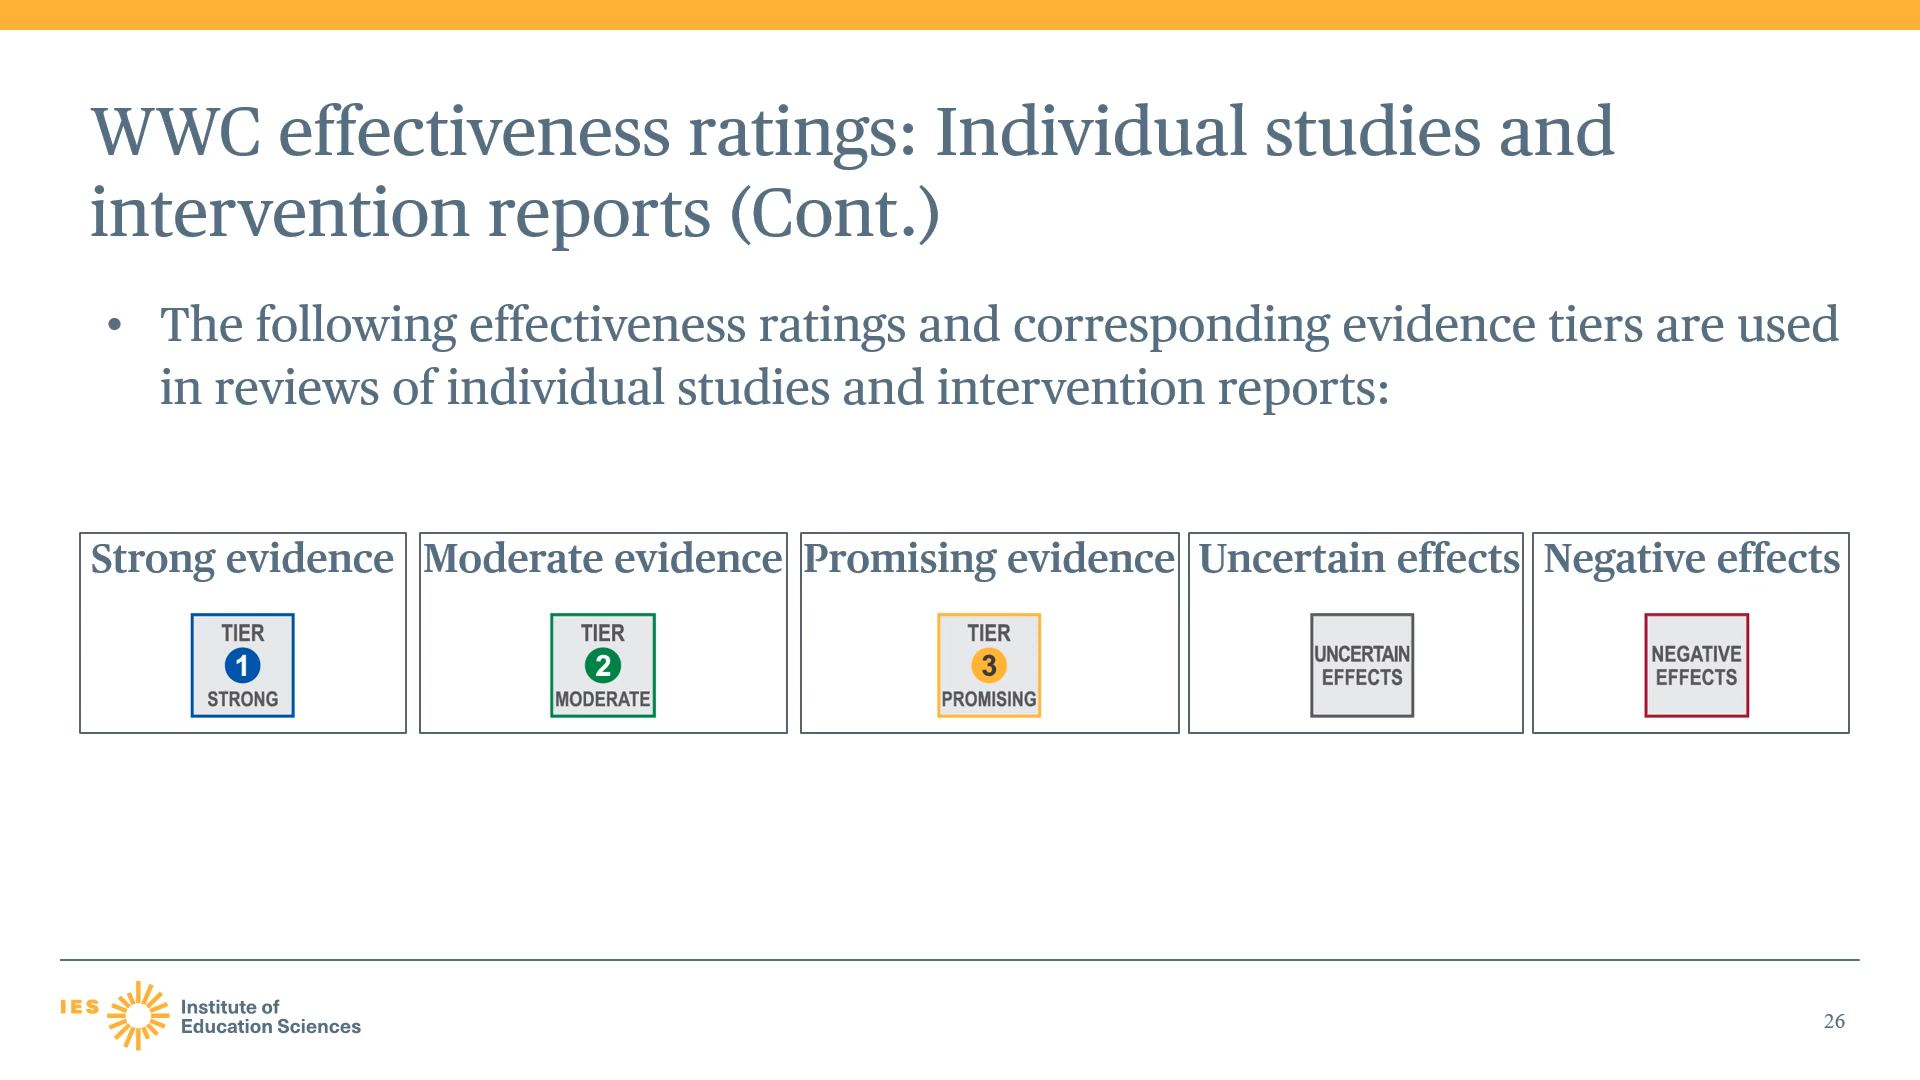 WWC effectiveness ratings: Individual studies and
intervention reports (Cont.)
• The following effectiveness ratings and corresponding evidence tiers are used
in reviews of individual studies and intervention reports:
Strong evidence
TIER
1
STRONG
Moderate evidence
TIER
2
MODERATE
Promising evidence
TIER
3
PROMISING
Uncertain effects
UNCERTAIN
EFFECTS
Negative effects
NEGATIVE
EFFECTS
IES
Institute of
Education Sciences
26